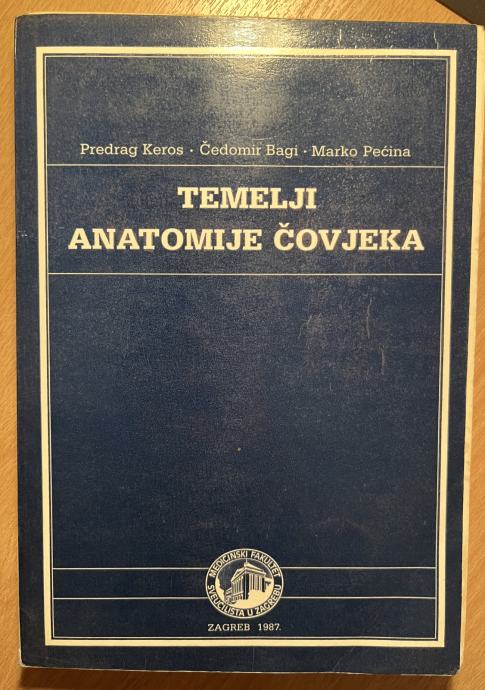 Predrag Keros · Čedomir Bagi · Marko Pećina
TEMELJI
ANATOMIJE ČOVJEKA
MEDICINSKI FAKULTET
SVEUČILIŠTA U ZAGREBU
ZAGREB 1987.